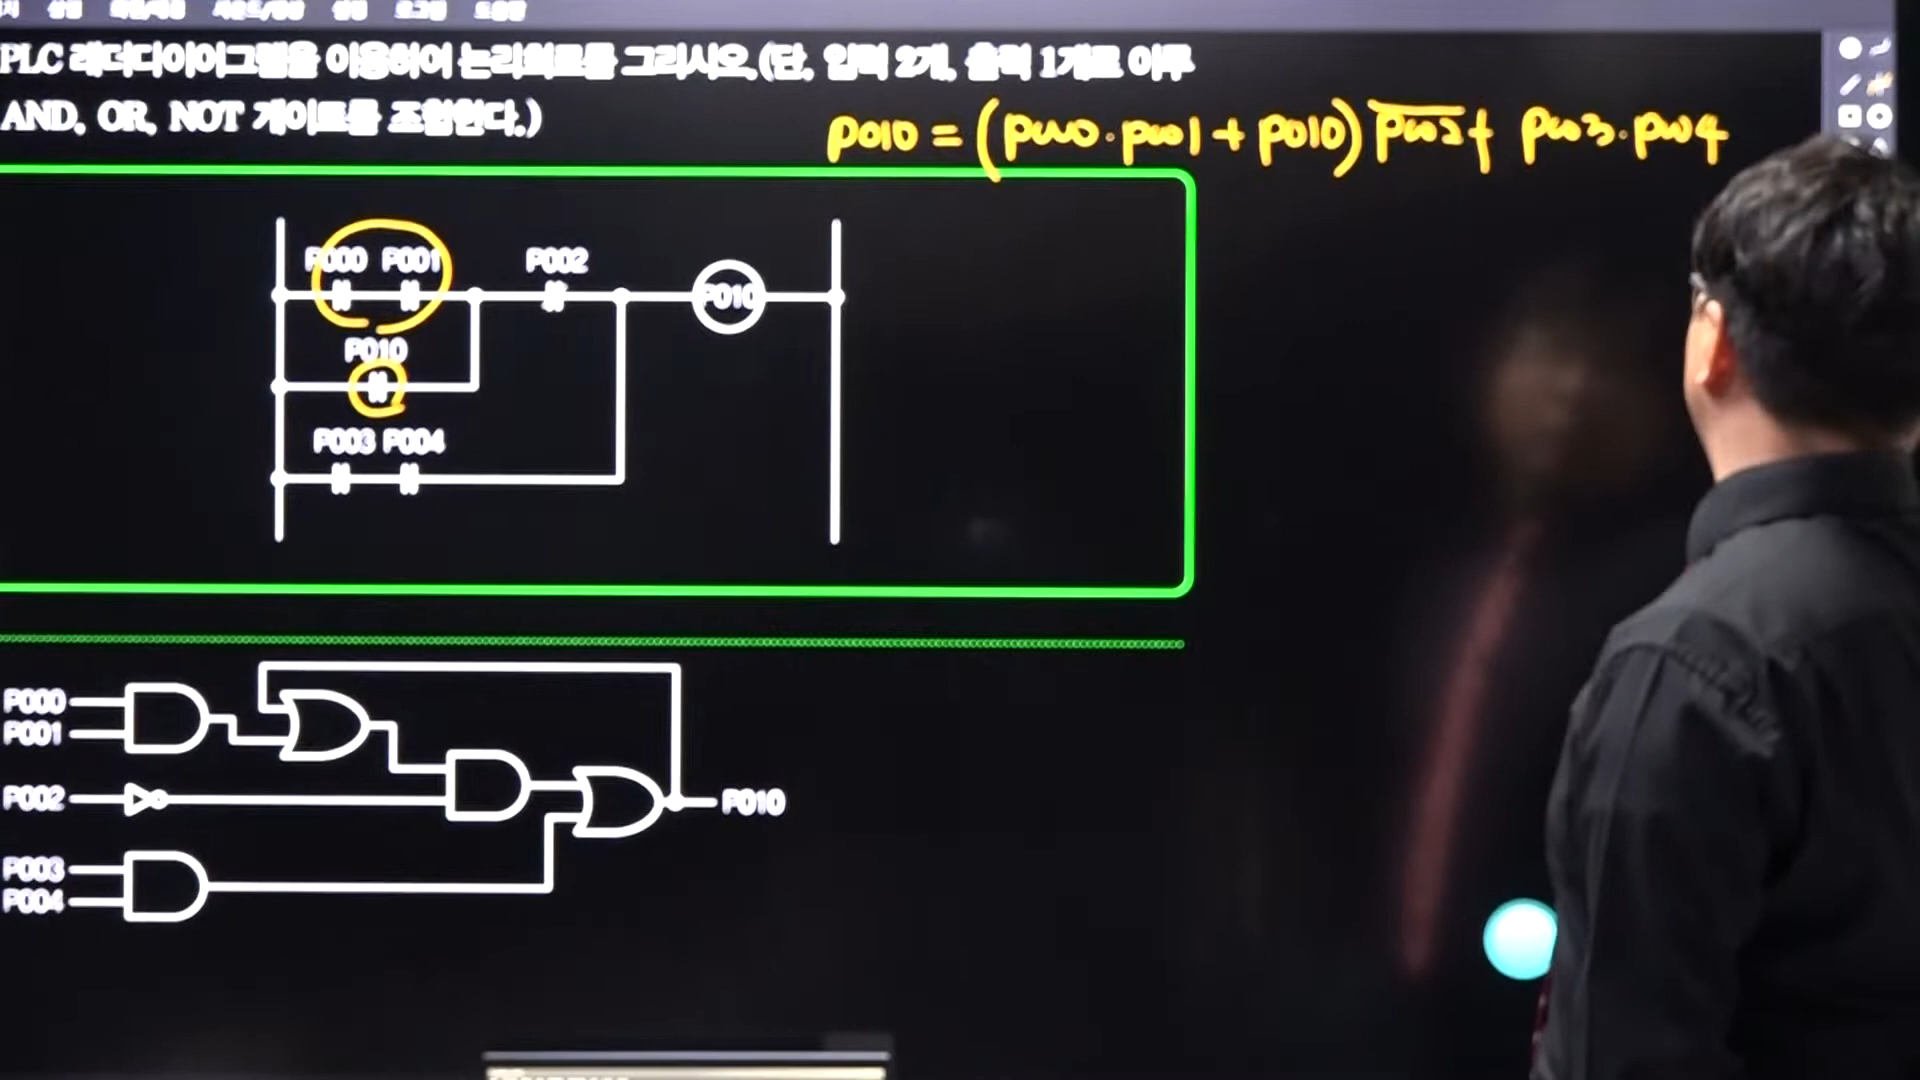 PLC 래더다이어그램을 이용하여 논리회로를 그리시오.(단, 입력 2개, 출력 1개로 이루
AND, OR, NOT 게이트를 조합한다.)
P010 = (P000·P001 + P010) P002 + P003·P004
P000 P001
P002
P010
P010
P003 P004
P000
P001
P002
P010
P003
P004